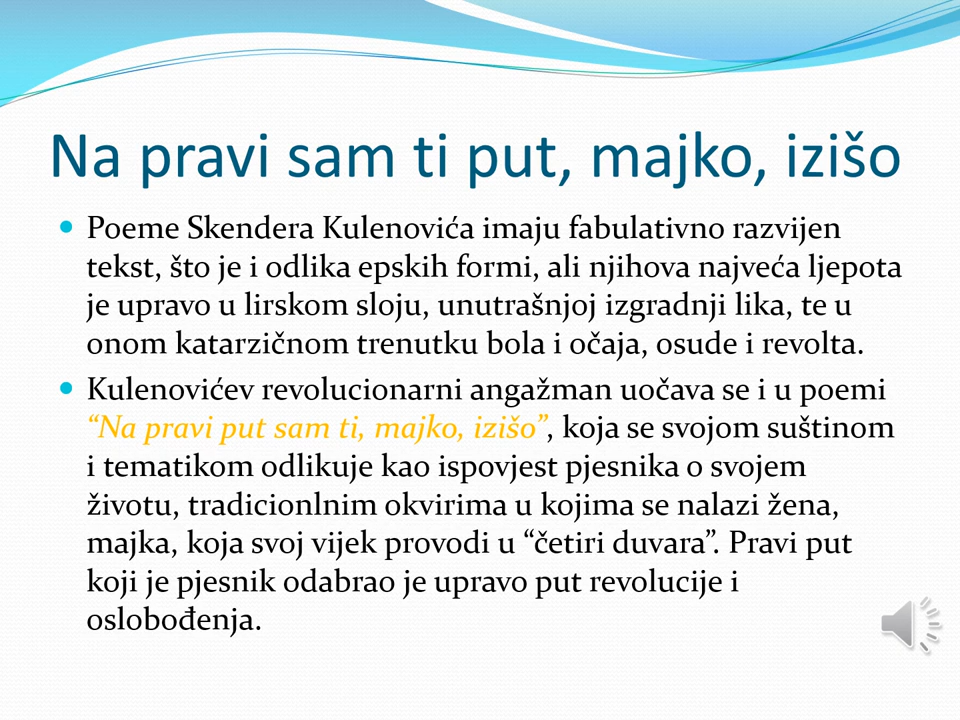 Na pravi sam ti put, majko, izišo
• Poeme Skendera Kulenovića imaju fabulativno razvijen
tekst, što je i odlika epskih formi, ali njihova najveća ljepota
je upravo u lirskom sloju, unutrašnjoj izgradnji lika, te u
onom katarzičnom trenutku bola i očaja, osude i revolta.
• Kulenovićev revolucionarni angažman uočava se i u poemi
“Na pravi put sam ti, majko, izišo”, koja se svojom suštinom
i tematikom odlikuje kao ispovjest pjesnika o svojem
životu, tradicionlnim okvirima u kojima se nalazi žena,
majka, koja svoj vijek provodi u “četiri duvara”. Pravi put
koji je pjesnik odabrao je upravo put revolucije i
oslobođenja.